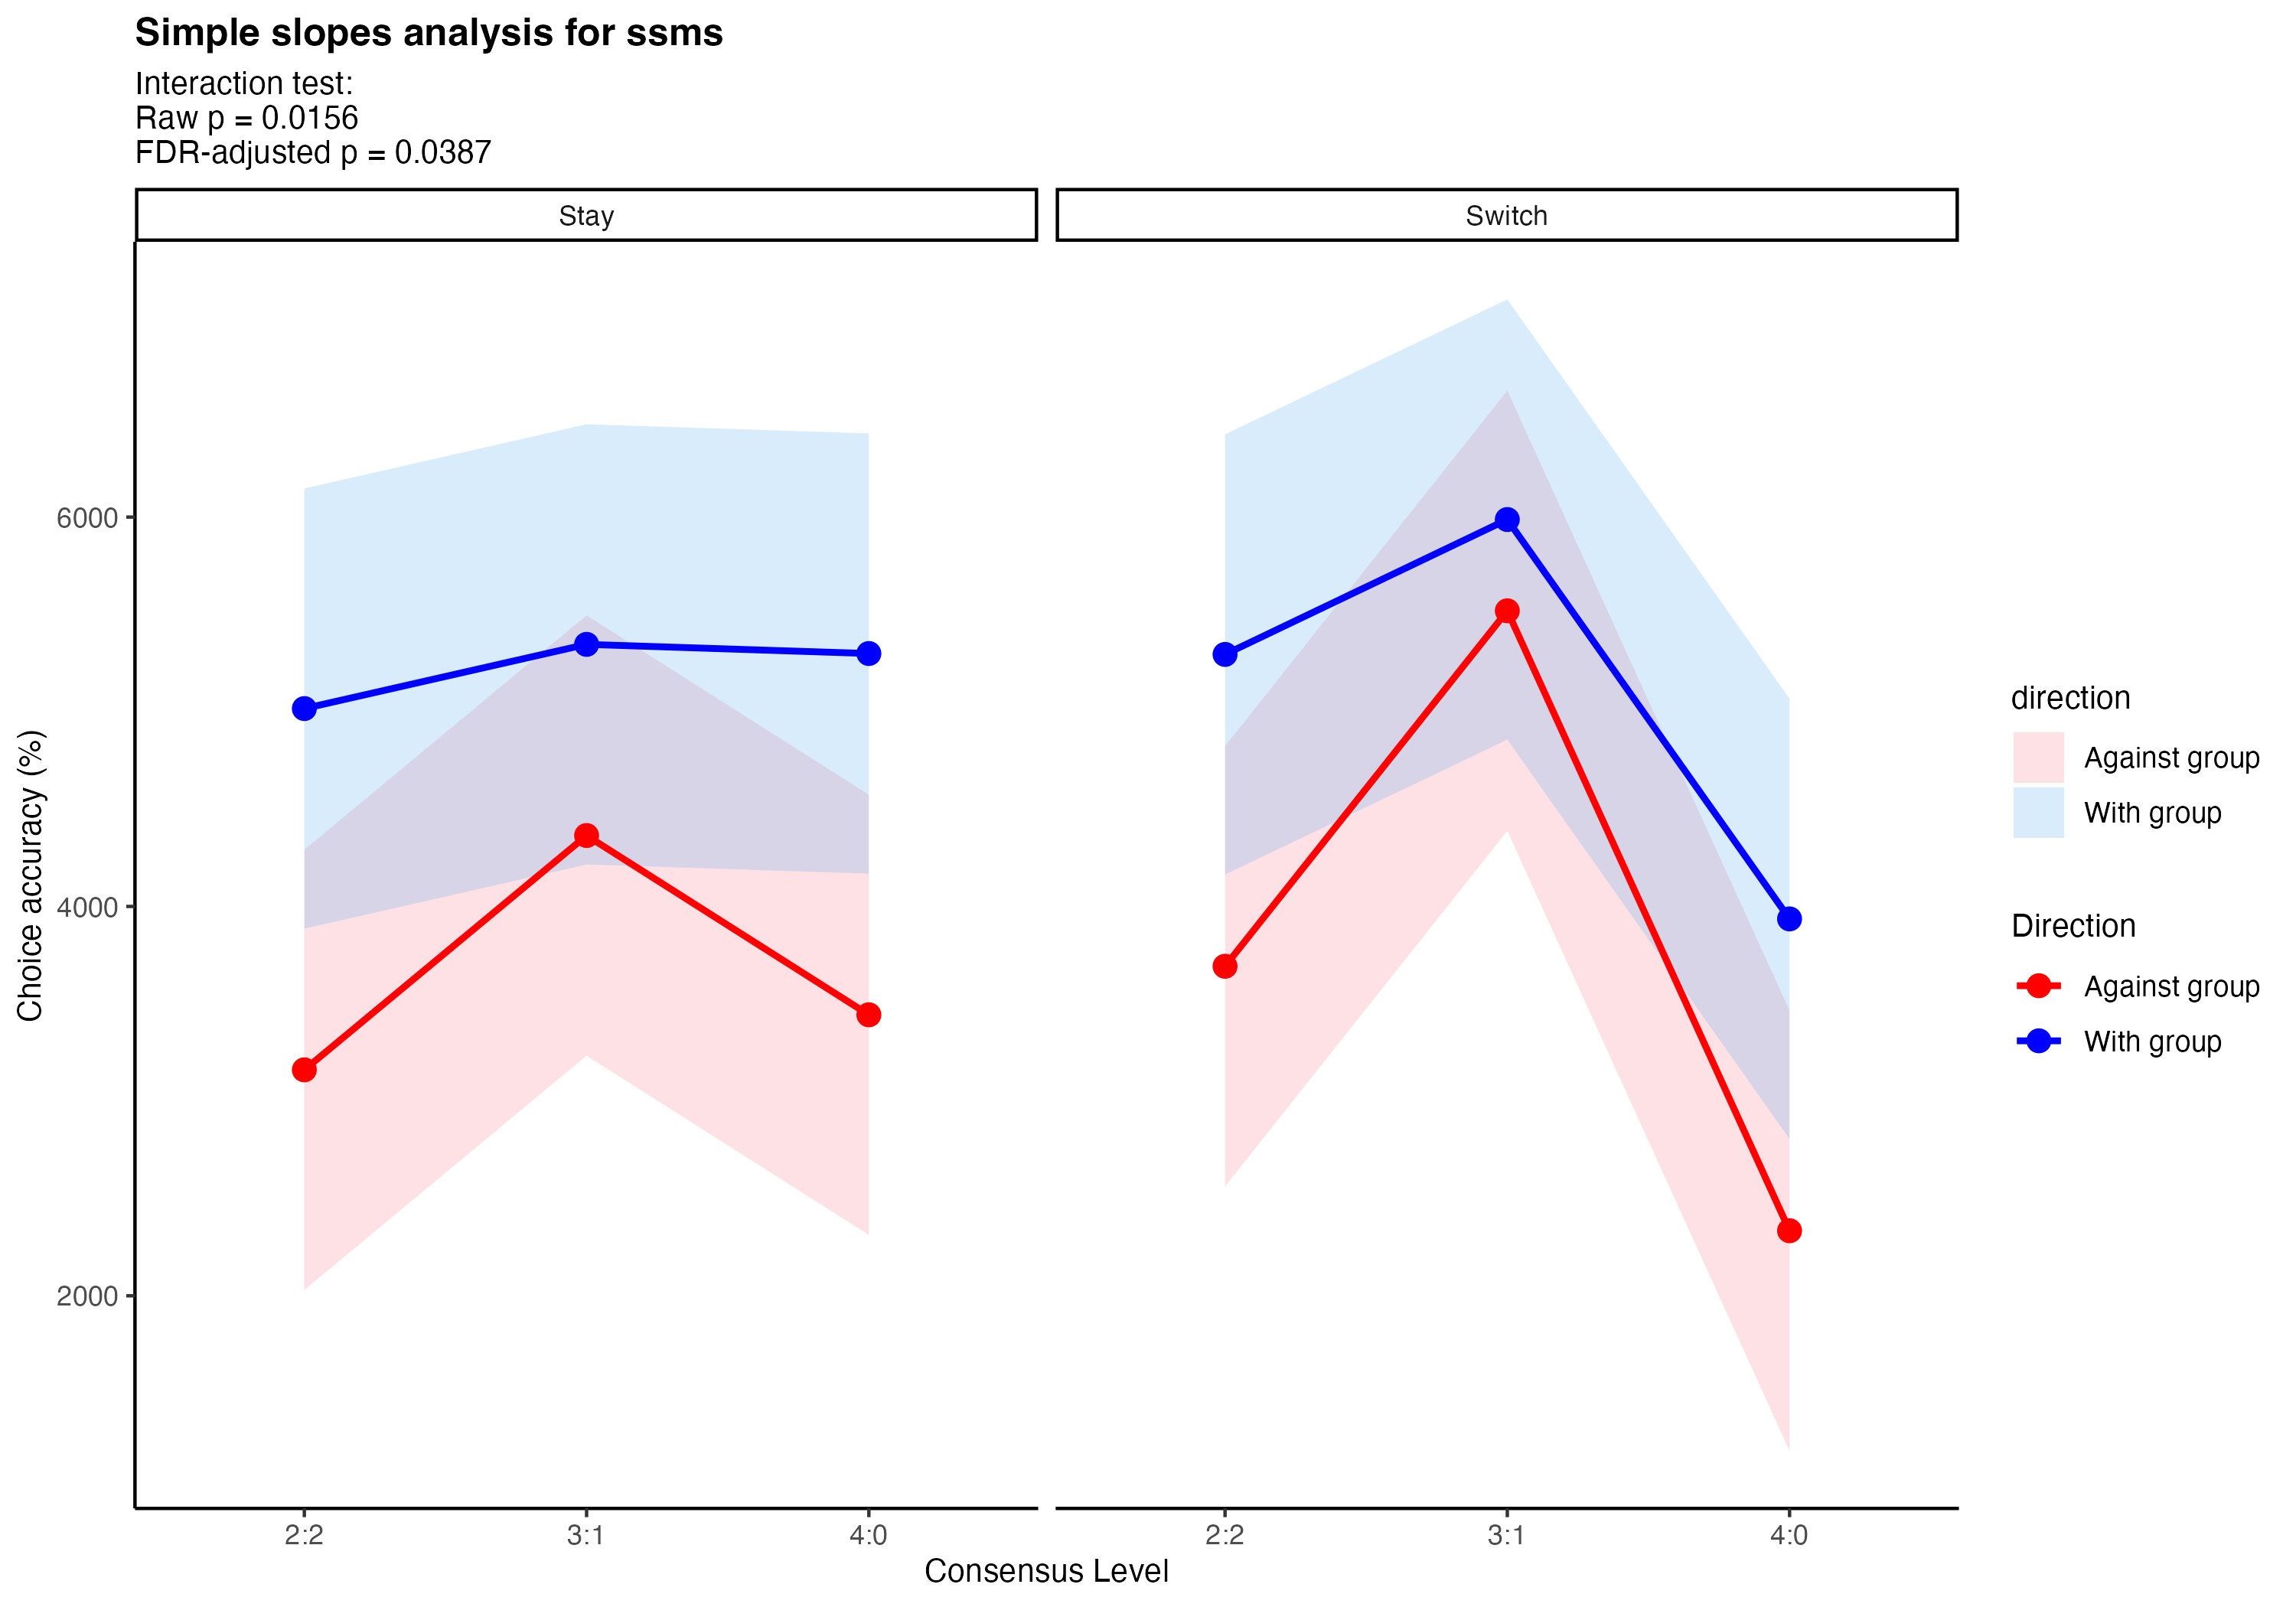 Simple slopes analysis for ssms
Interaction test:
Raw p = 0.0156
FDR-adjusted p = 0.0387
Stay
Switch
Choice accuracy (%)
6000
4000
2000
2:2
3:1
4:0
2:2
3:1
4:0
Consensus Level
direction
Against group
With group
Direction
Against group
With group